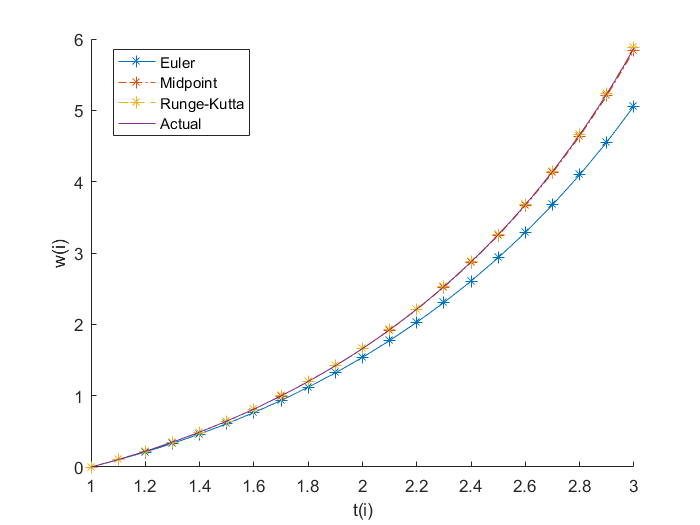 6
5
4
3
2
1
0
w(i)
Euler
Midpoint
Runge-Kutta
Actual
1 1.2 1.4 1.6 1.8 2 2.2 2.4 2.6 2.8 3
t(i)